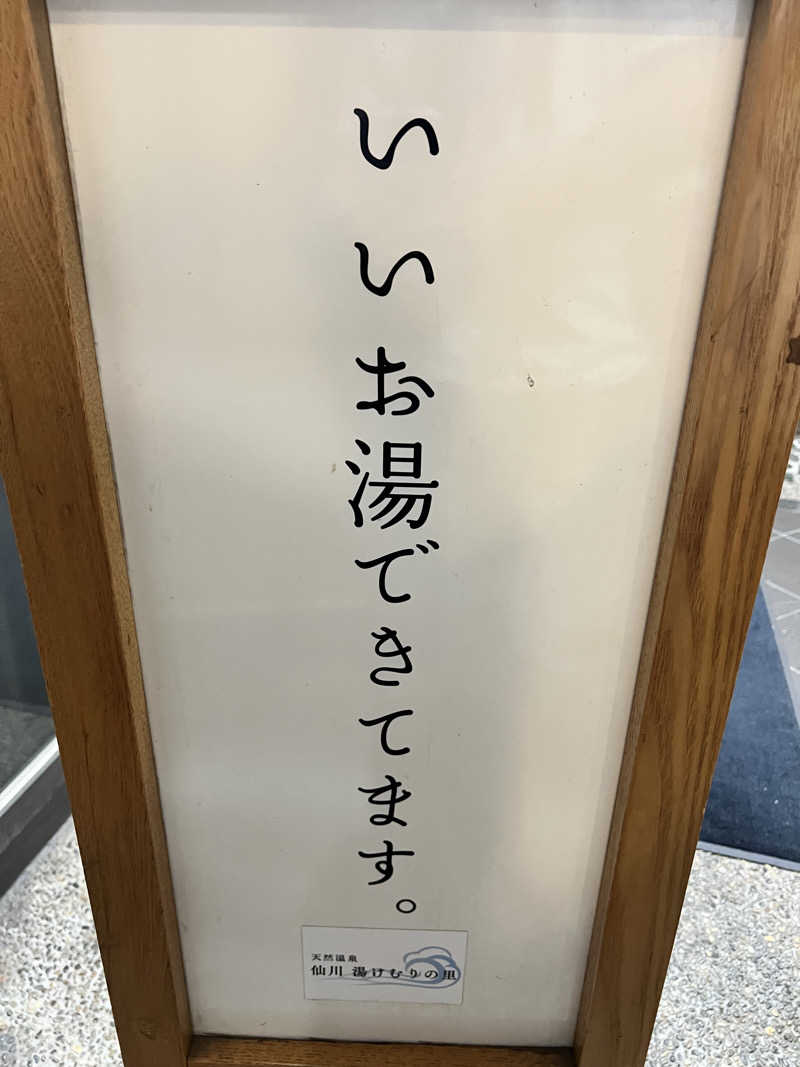 いいお湯できてます。
天然温泉
仙川 湯けむりの里